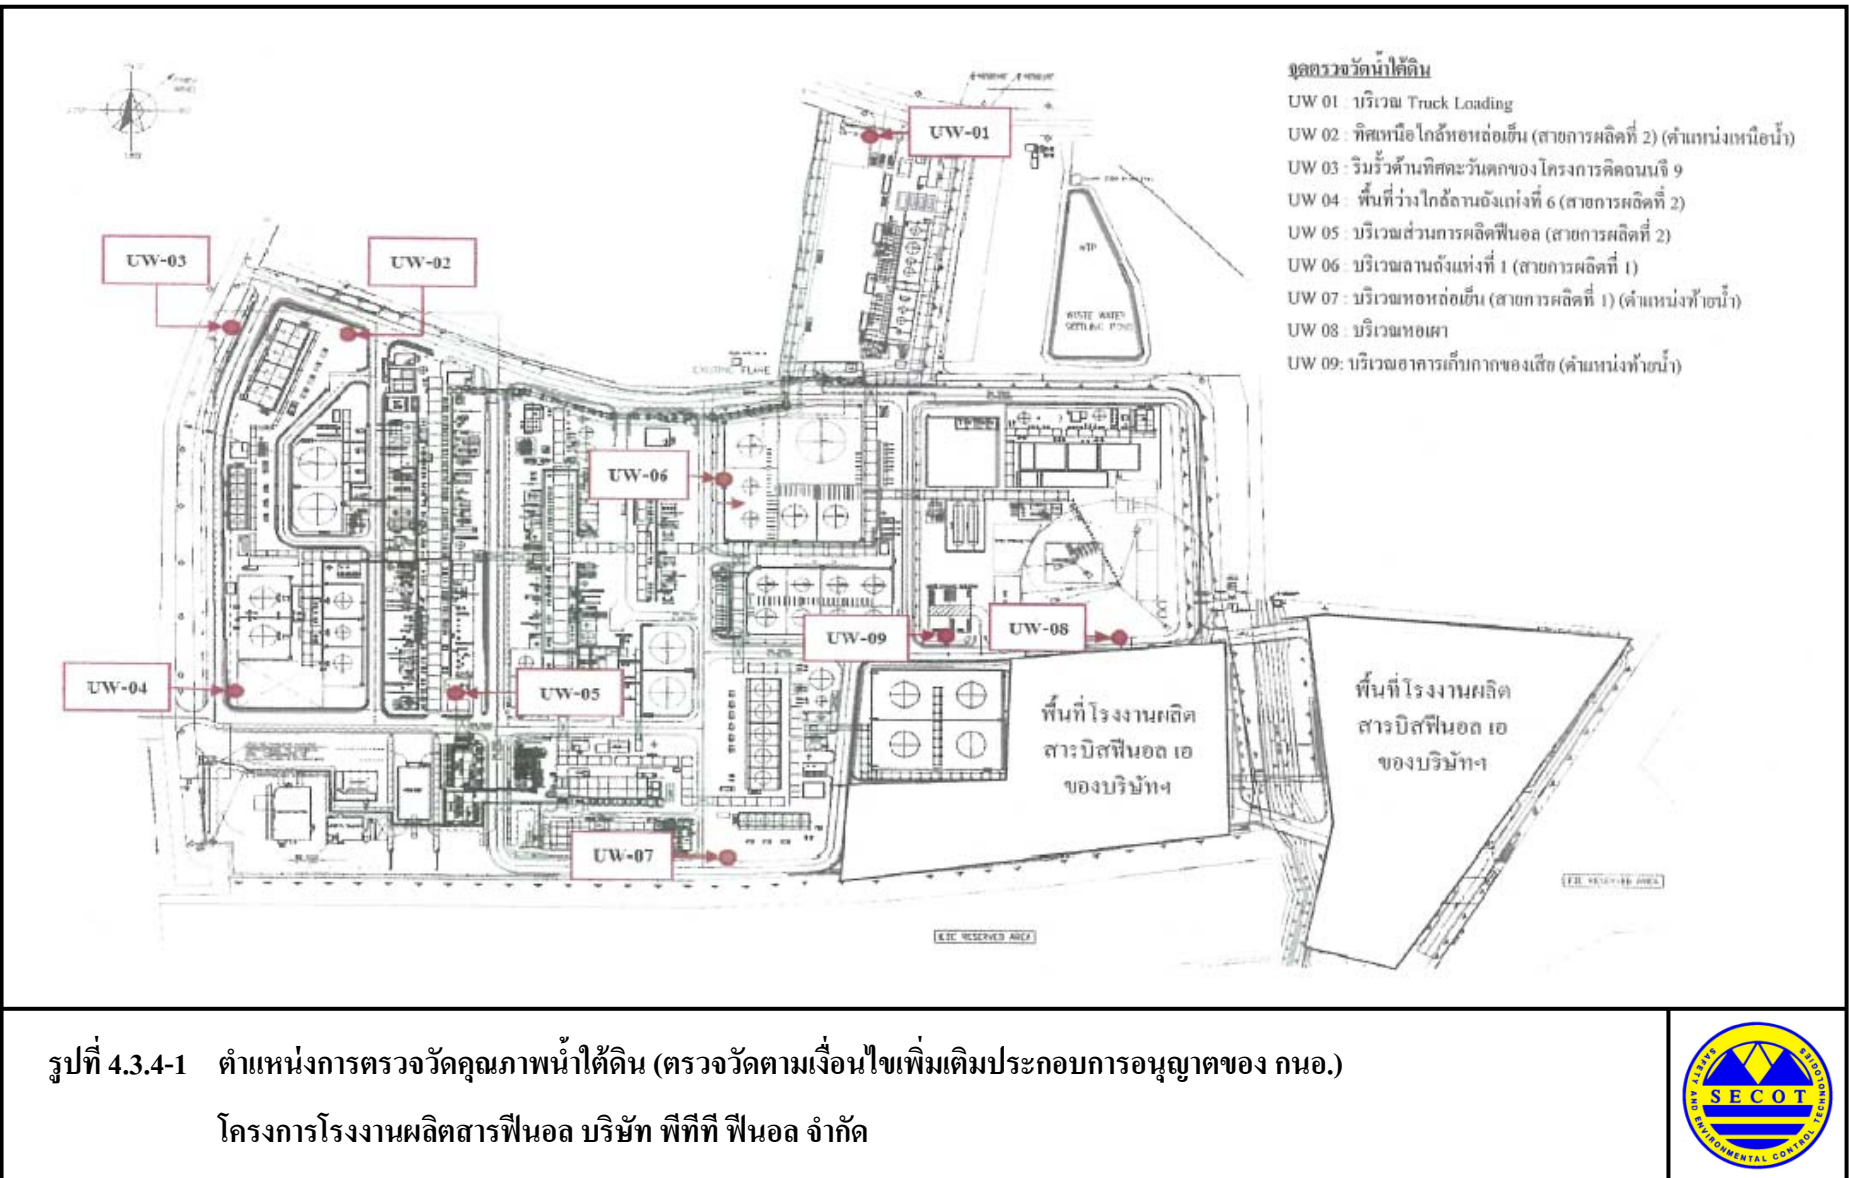 จุดตรวจวัดน้ำใต้ดิน
UW 01 : บริเวณ Truck Loading
UW 02 : ทิศเหนือใกล้หอหล่อเย็น (สายการผลิตที่ 2) (ตำแหน่งเหนือน้ำ)
UW 03 : ริมรั้วด้านทิศตะวันตกของโครงการติดถนนจี 9
UW 04 : พื้นที่ว่างใกล้ลานถังแห่งที่ 6 (สายการผลิตที่ 2)
UW 05 : บริเวณส่วนการผลิตฟีนอล (สายการผลิตที่ 2)
UW 06 : บริเวณลานถังแห่งที่ 1 (สายการผลิตที่ 1)
UW 07 : บริเวณหอหล่อเย็น (สายการผลิตที่ 1) (ตำแหน่งท้ายน้ำ)
UW 08 : บริเวณหอเผา
UW 09: บริเวณอาคารเก็บกากของเสีย (ตำแหน่งท้ายน้ำ)
UW-01
UW-03
UW-02
WTP
WASTE WATER
SETLING POND
EXISTING FLARE
UW-06
UW-09
UW-08
UW-04
UW-05
พื้นที่โรงงานผลิต
สารบิสฟีนอล เอ
ของบริษัทฯ
พื้นที่โรงงานผลิต
สารบิสฟีนอล เอ
ของบริษัทฯ
UW-07
EIC RESERVED AREA
EIC RESERVED AREA
รูปที่ 4.3.4-1 ตำแหน่งการตรวจวัดคุณภาพน้ำใต้ดิน (ตรวจวัดตามเงื่อนไขเพิ่มเติมประกอบการอนุญาตของ กนอ.)
โครงการโรงงานผลิตสารฟีนอล บริษัท พีทีที ฟีนอล จำกัด
SECOT
SAFETY AND ENVIRONMENTAL CONTROL TECHNOLOGIES